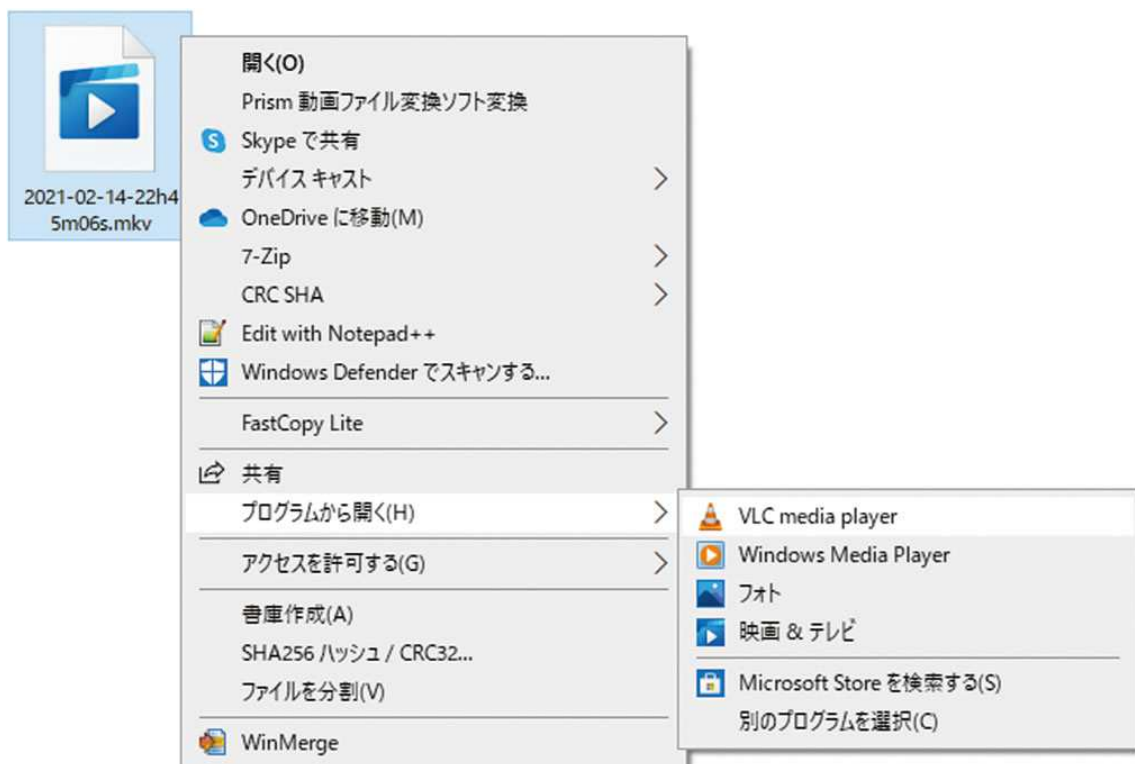 2021-02-14-22h4
5m06s.mkv
開く(O)
Prism 動画ファイル変換ソフト変換
Skype で共有
デバイス キャスト
OneDrive に移動(M)
7-Zip
CRC SHA
Edit with Notepad++
Windows Defender でスキャンする...
FastCopy Lite
共有
プログラムから開く(H)
アクセスを許可する(G)
書庫作成(A)
SHA256 ハッシュ / CRC32...
ファイルを分割(V)
WinMerge
VLC media player
Windows Media Player
フォト
映画 & テレビ
Microsoft Store を検索する(S)
別のプログラムを選択(C)